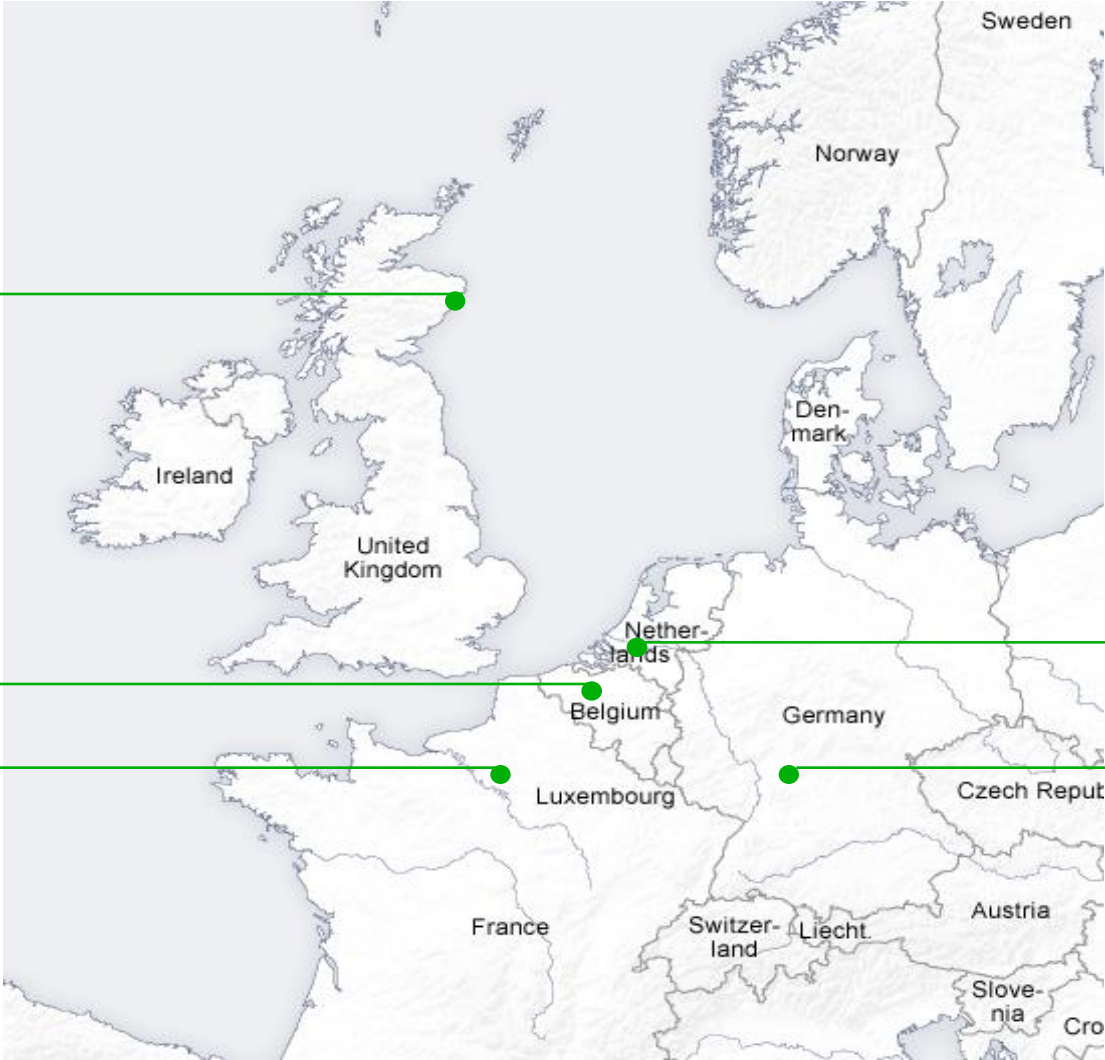 Sweden
Norway
Den-
mark
Ireland
United
Kingdom
Nether-
lands
Belgium
Germany
Luxembourg
Czech Repub
France
Switzer-
land
Liecht.
Austria
Slove-
nia
Cro